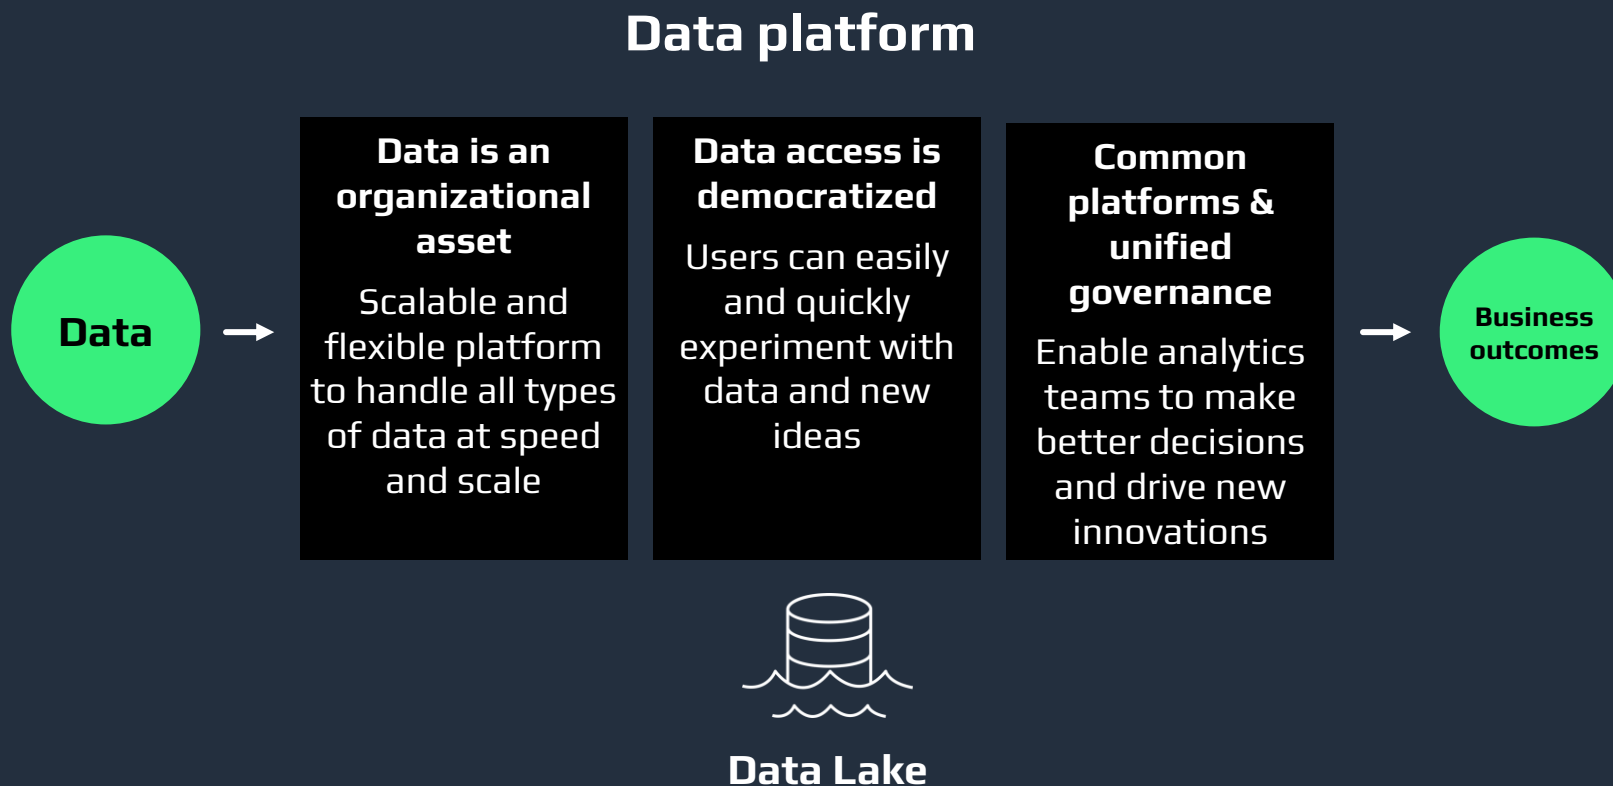 Data platform
Data
Data is an
organizational
asset
Scalable and
flexible platform
to handle all types
of data at speed
and scale
Data access is
democratized
Users can easily
and quickly
experiment with
data and new
ideas
Common
platforms &
unified
governance
Enable analytics
teams to make
better decisions
and drive new
innovations
Business
outcomes
Data Lake